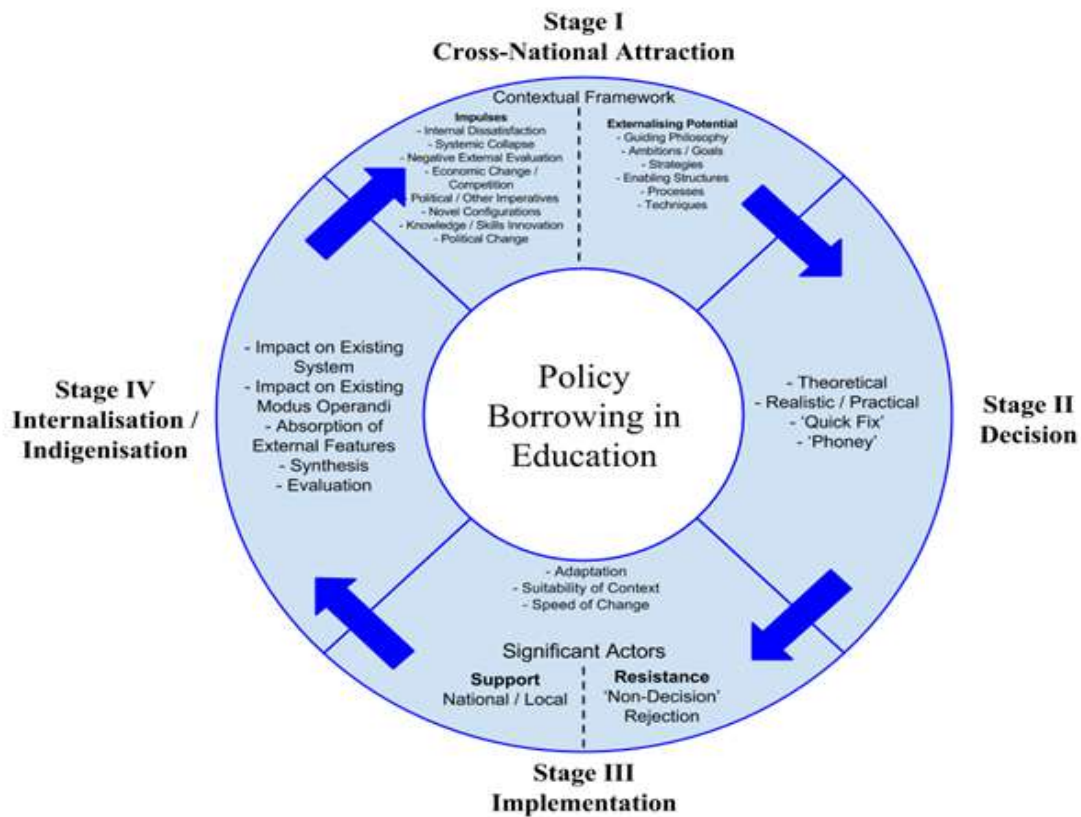 Stage I
Cross-National Attraction
Contextual Framework
Impulses
- Internal Dissatisfaction
- Systemic Collapse
- Negative External Evaluation
- Economic Change /
Competition
Political / Other Imperatives
- Novel Configurations
- Knowledge / Skills Innovation
- Political Change
Externalising Potential
- Guiding Philosophy
- Ambitions / Goals
- Strategies
- Enabling Structures
- Processes
- Techniques
Stage II
Decision
- Theoretical
- Realistic / Practical
- ‘Quick Fix’
- ‘Phoney’
Policy
Borrowing in
Education
- Adaptation
- Suitability of Context
- Speed of Change
Significant Actors
Support
National / Local
Resistance
‘Non-Decision’
Rejection
Stage III
Implementation
Stage IV
Internalisation /
Indigenisation
- Impact on Existing
System
- Impact on Existing
Modus Operandi
- Absorption of
External Features
- Synthesis
- Evaluation